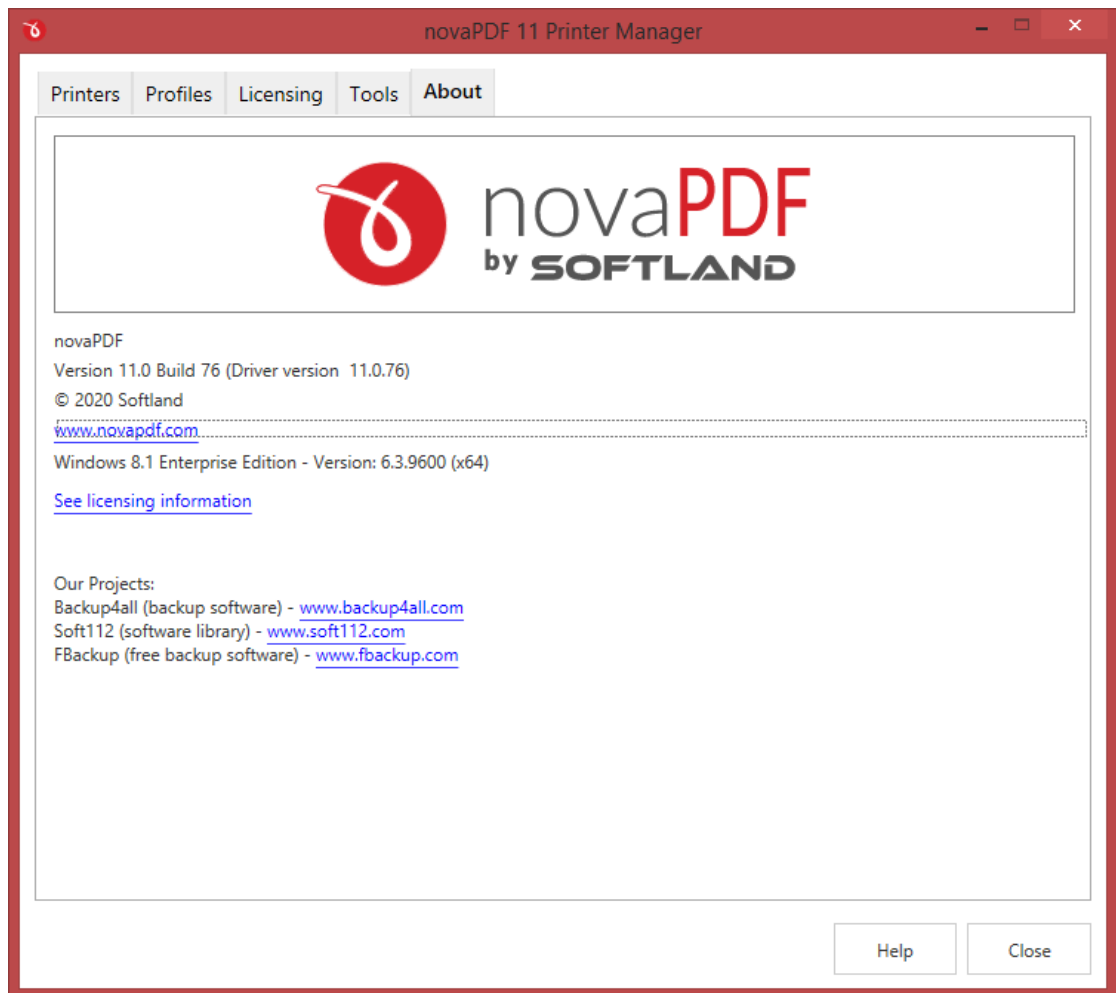 novaPDF 11 Printer Manager
Printers Profiles Licensing Tools About
novaPDF
by SOFTLAND
novaPDF
Version 11.0 Build 76 (Driver version 11.0.76)
© 2020 Softland
www.novapdf.com
Windows 8.1 Enterprise Edition - Version: 6.3.9600 (x64)
See licensing information
Our Projects:
Backup4all (backup software) - www.backup4all.com
Soft112 (software library) - www.soft112.com
FBackup (free backup software) - www.fbackup.com
Help Close